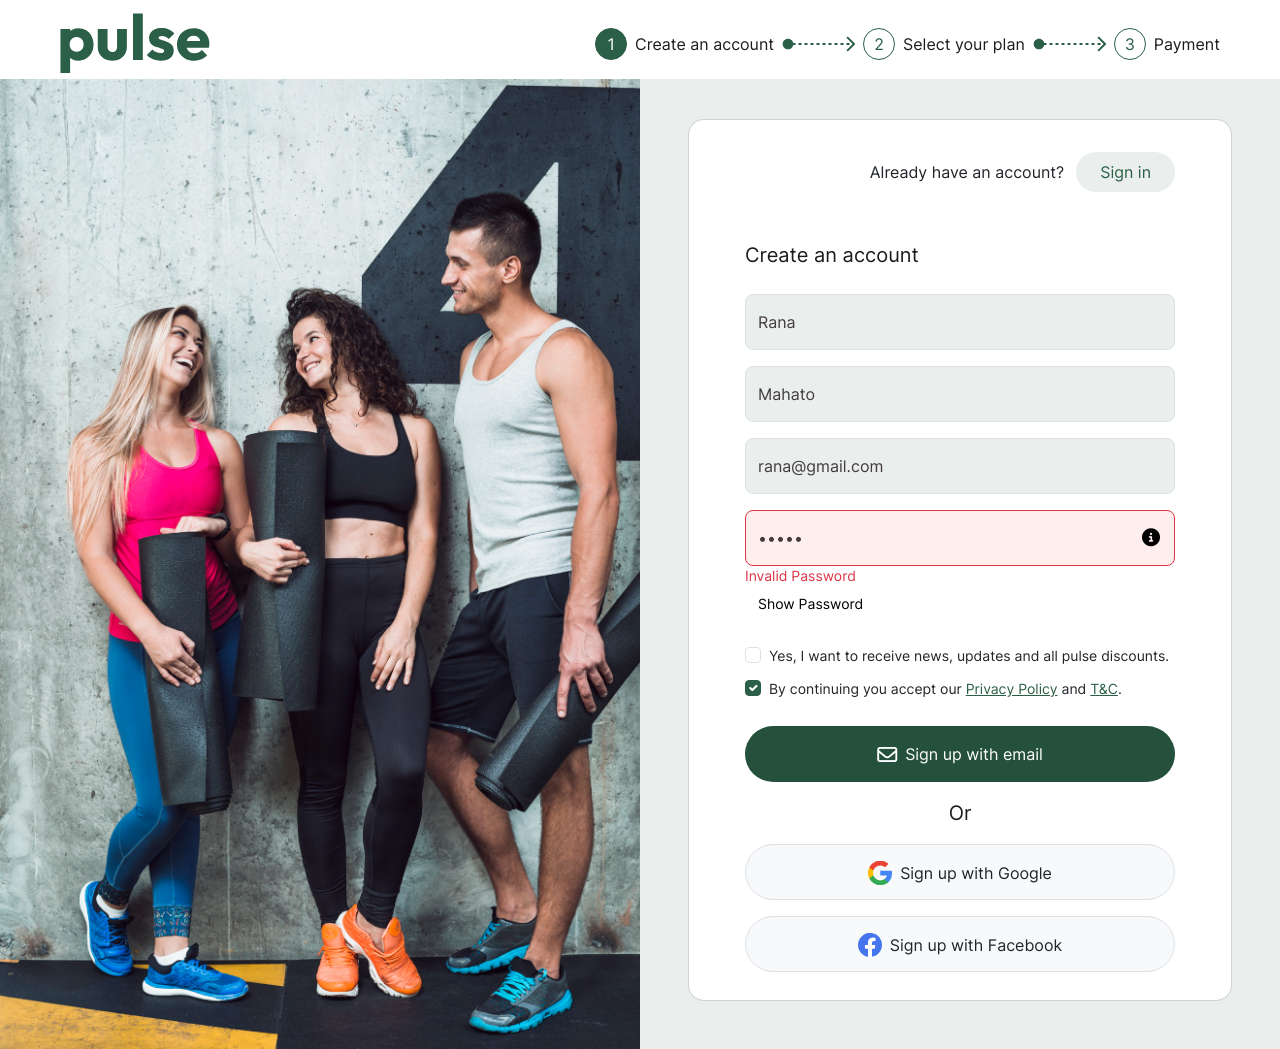 pulse
1 Create an account 2 Select your plan 3 Payment
4
Already have an account? Sign in
Create an account
Rana
Mahato
rana@gmail.com
•••••
Invalid Password
Show Password
Yes, I want to receive news, updates and all pulse discounts.
By continuing you accept our Privacy Policy and T&C.
Sign up with email
Or
Sign up with Google
Sign up with Facebook